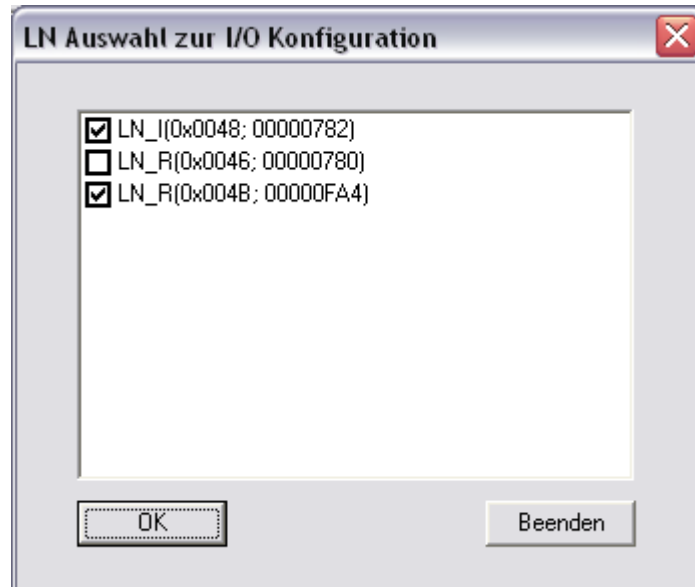 LN Auswahl zur I/O Konfiguration
LN_I(0x0048; 00000782)
LN_R(0x0046; 00000780)
LN_R(0x004B; 00000FA4)
OK
Beenden